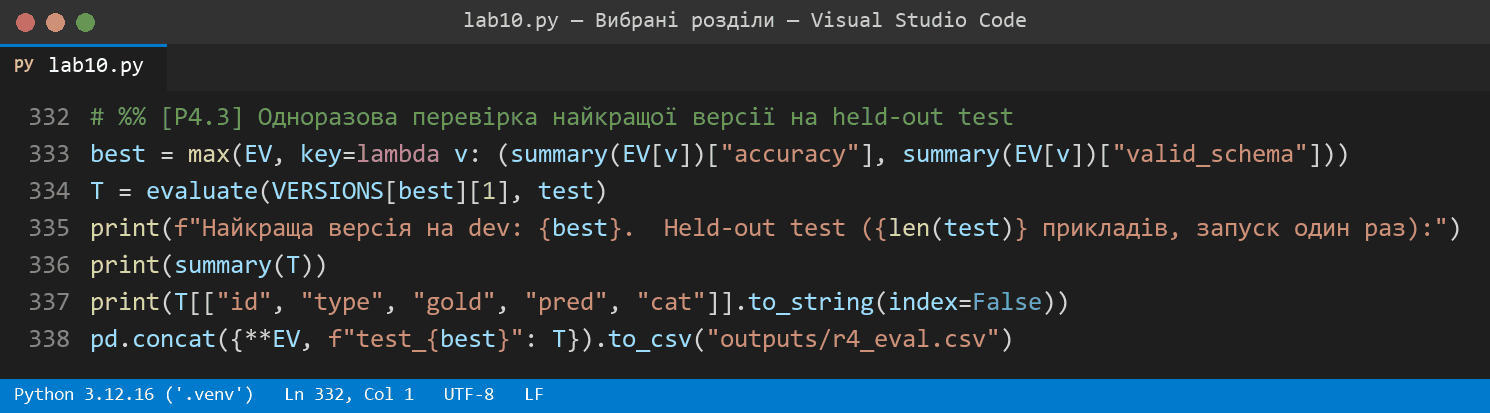 lab10.py — Вибрані розділи — Visual Studio Code
py lab10.py
332 # %% [P4.3] Одноразова перевірка найкращої версії на held-out test
333 best = max(EV, key=lambda v: (summary(EV[v])["accuracy"], summary(EV[v])["valid_schema"]))
334 T = evaluate(VERSIONS[best][1], test)
335 print(f"Найкраща версія на dev: {best}.  Held-out test ({len(test)} прикладів, запуск один раз):")
336 print(summary(T))
337 print(T[["id", "type", "gold", "pred", "cat"]].to_string(index=False))
338 pd.concat({**EV, f"test_{best}": T}).to_csv("outputs/r4_eval.csv")
Python 3.12.16 ('.venv') Ln 332, Col 1 UTF-8 LF